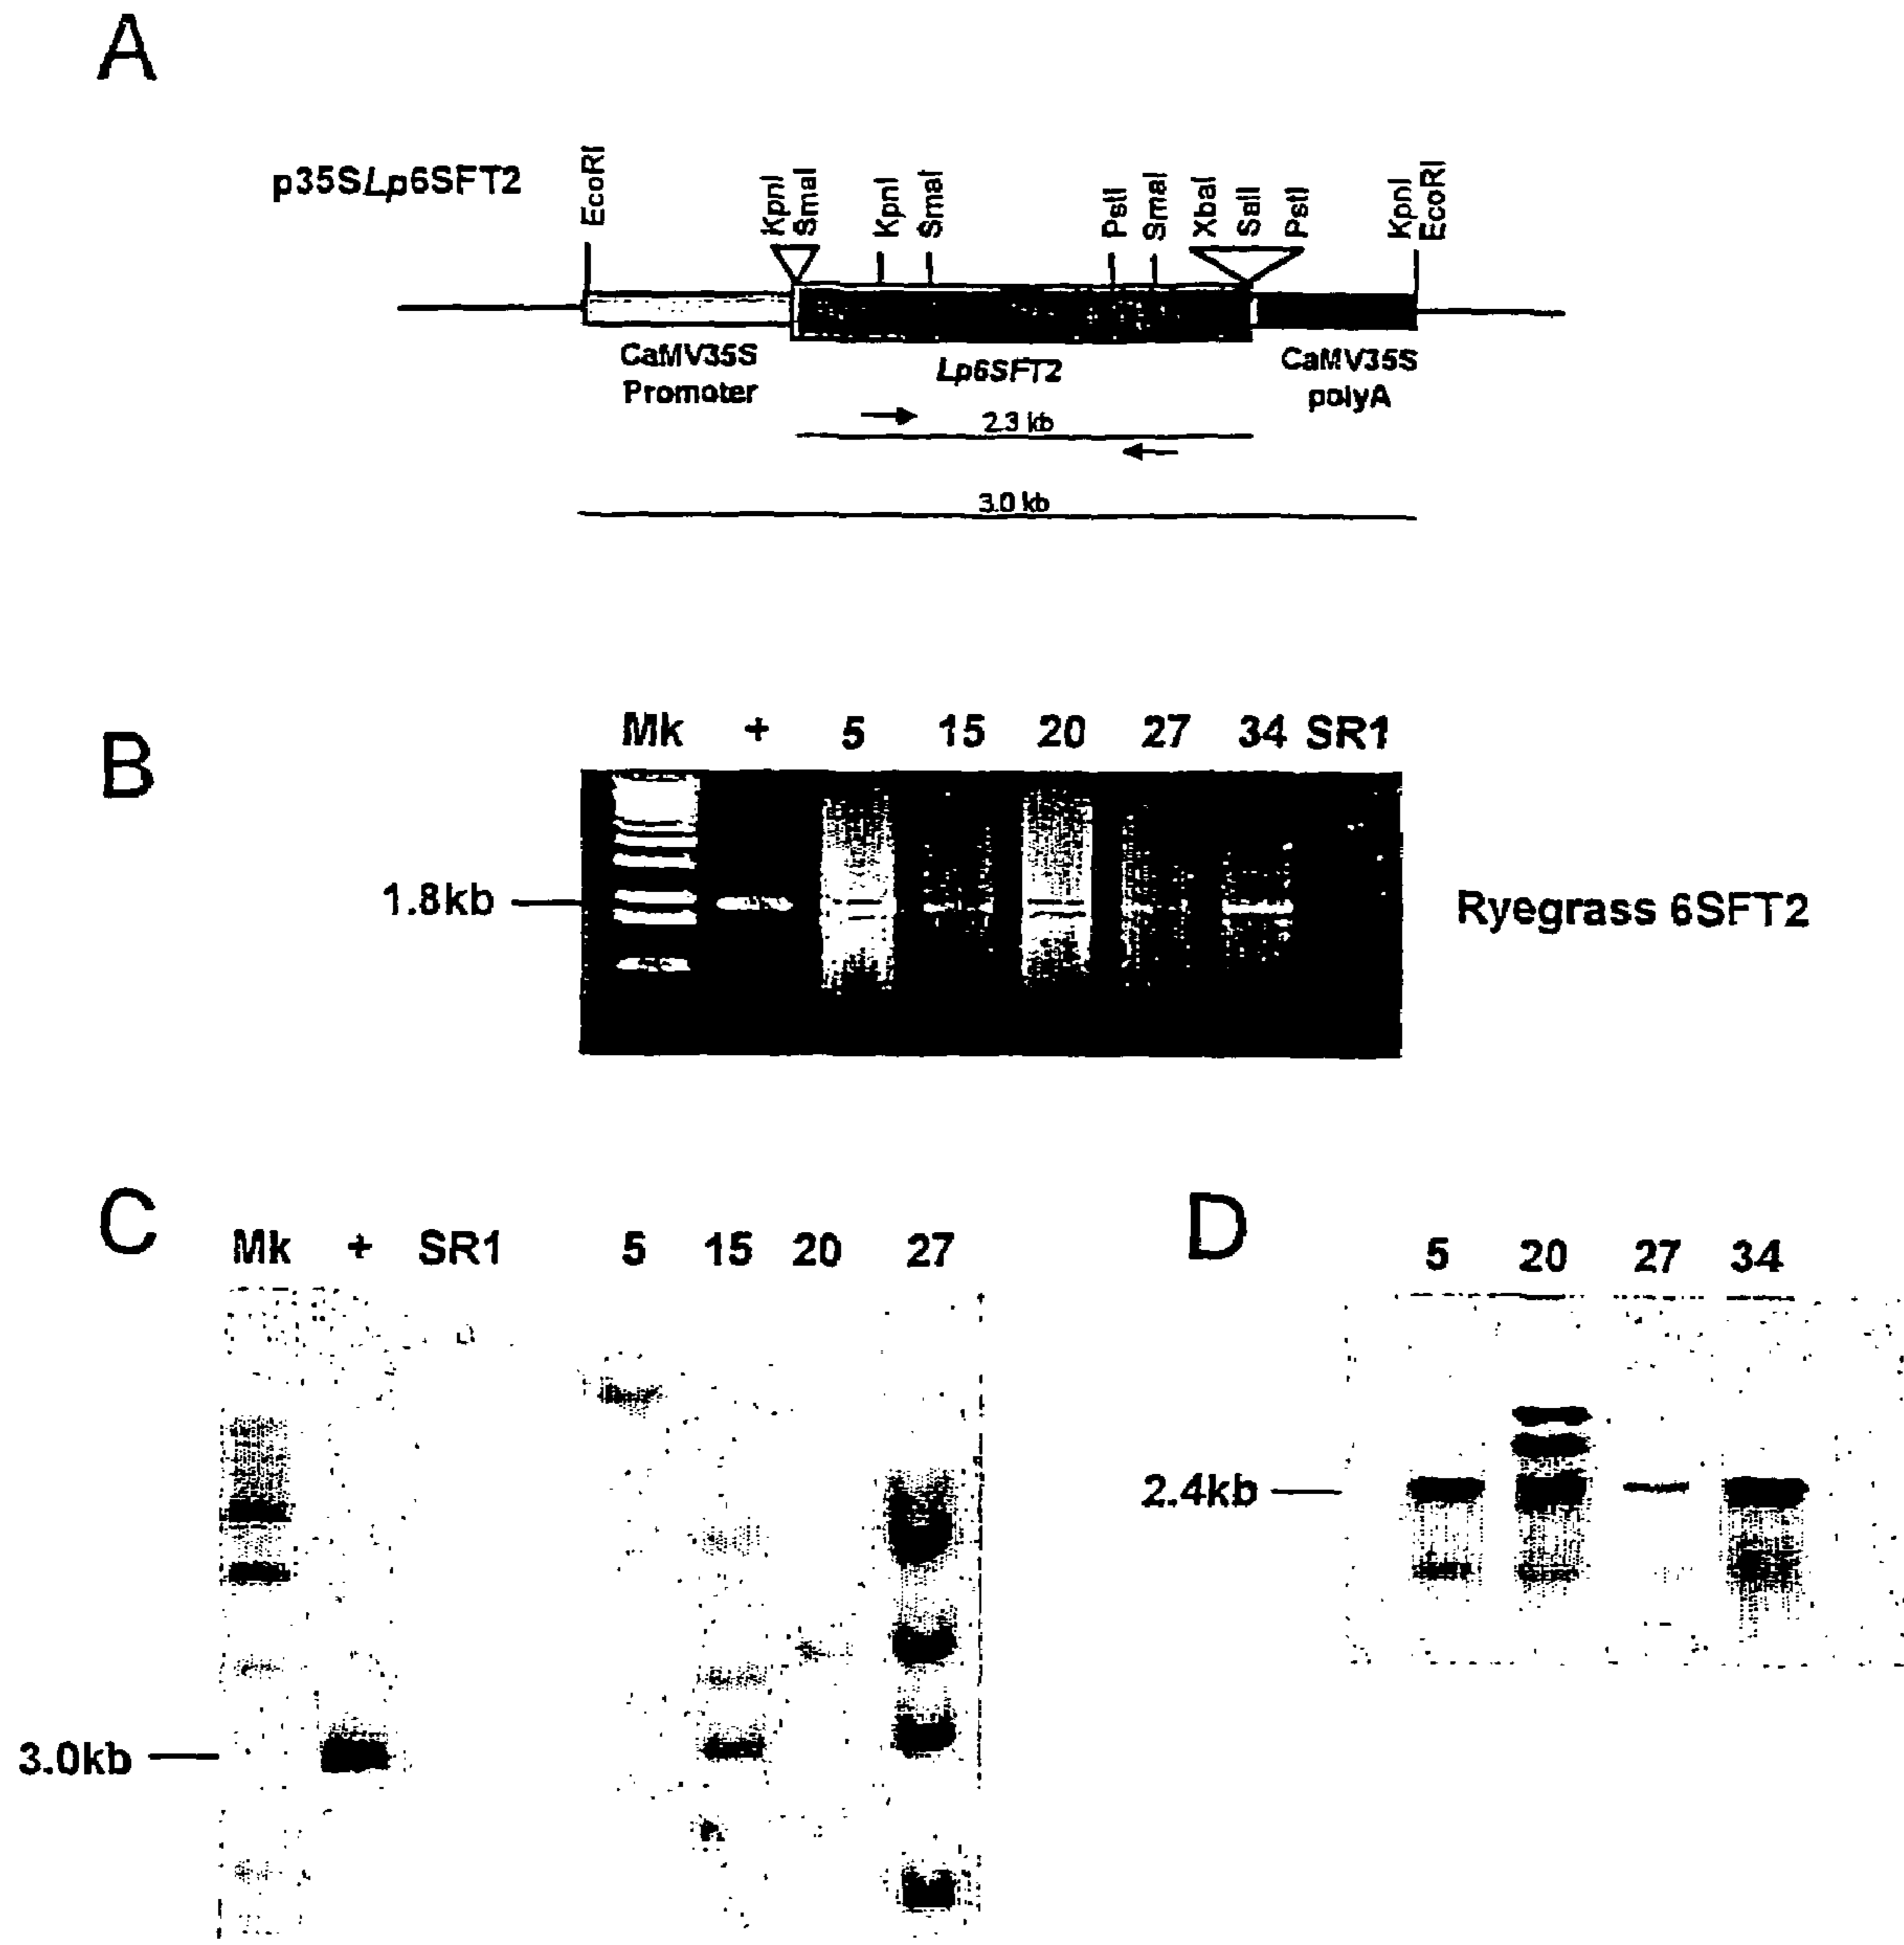 A
p35SLp6SFT2
EcoRI
KpnI
SmaI
KpnI
SmaI
PstI
SmaI
XbaI
SalI
PstI
KpnI
EcoRI
CaMV35S
Promoter
Lp6SFT2
CaMV35S
polyA
2.3 kb
3.0 kb
B
Mk + 5 15 20 27 34 SR1
1.8kb
Ryegrass 6SFT2
C
Mk + SR1 5 15 20 27
3.0kb
D
5 20 27 34
2.4kb